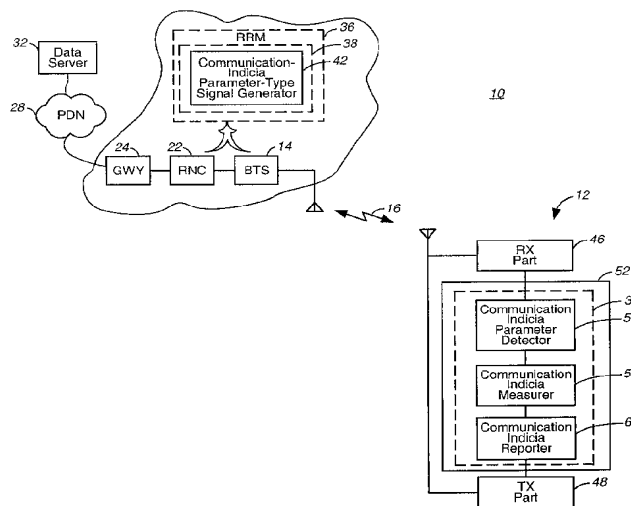 32
Data
Server
28
PDN
24
GWY
22
RNC
14
BTS
RRM
36
38
42
Communication-
Indicia
Parameter-Type
Signal Generator
10
16
12
RX
Part
46
52
Communication
Indicia
Parameter
Detector
Communication
Indicia
Measurer
Communication
Indicia
Reporter
TX
Part
48